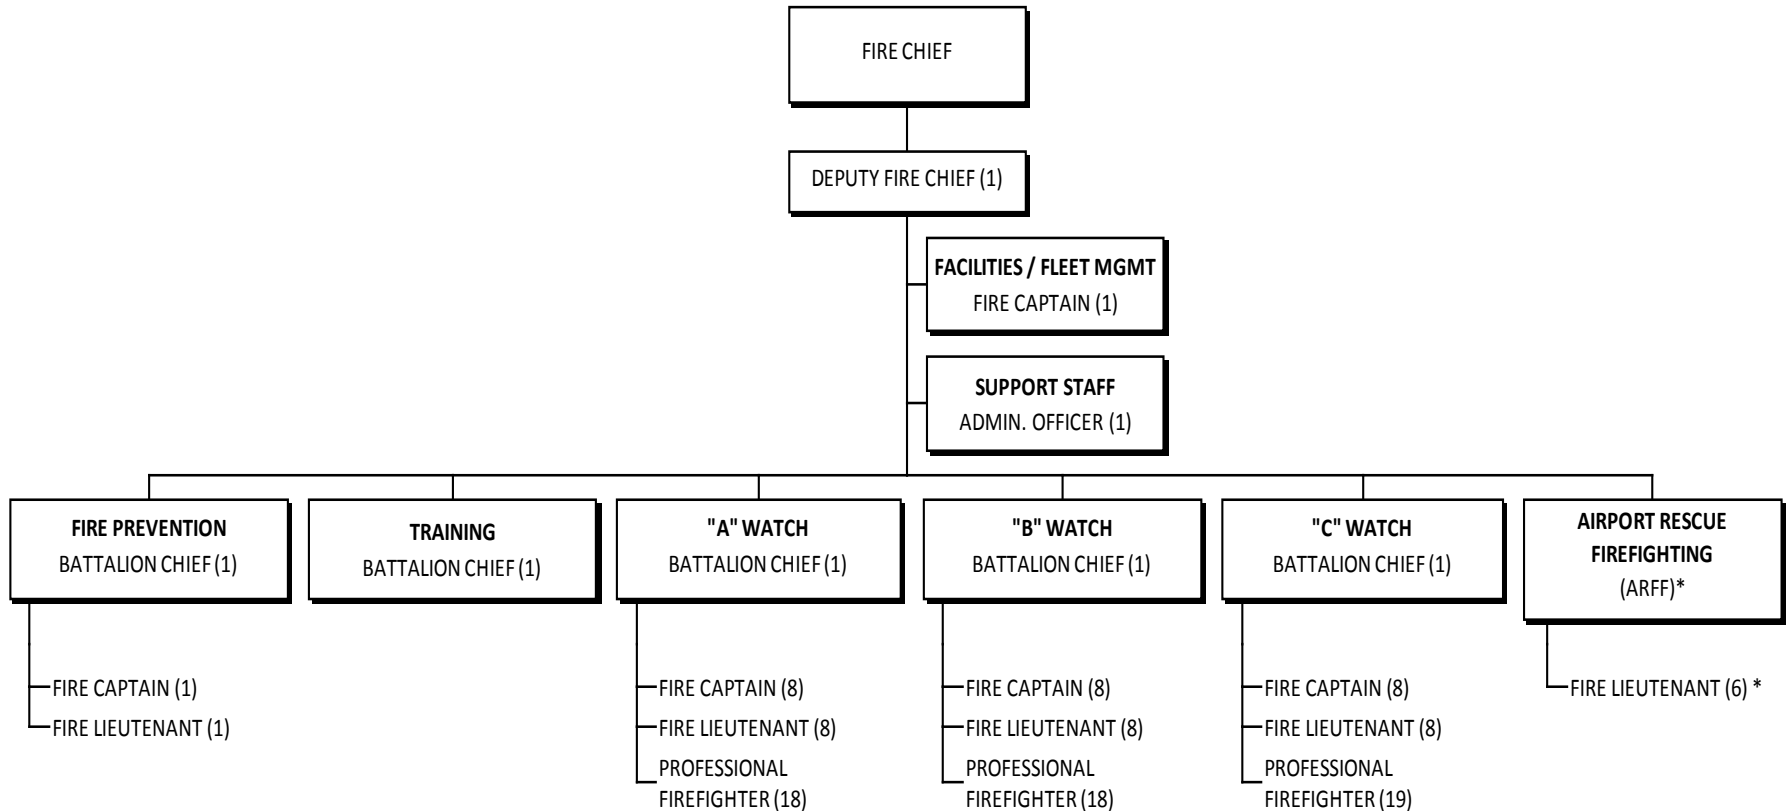 FIRE CHIEF
DEPUTY FIRE CHIEF (1)
FACILITIES / FLEET MGMT
FIRE CAPTAIN (1)
SUPPORT STAFF
ADMIN. OFFICER (1)
FIRE PREVENTION
BATTALION CHIEF (1)
FIRE CAPTAIN (1)
FIRE LIEUTENANT (1)
TRAINING
BATTALION CHIEF (1)
"A" WATCH
BATTALION CHIEF (1)
FIRE CAPTAIN (8)
FIRE LIEUTENANT (8)
PROFESSIONAL
FIREFIGHTER (18)
"B" WATCH
BATTALION CHIEF (1)
FIRE CAPTAIN (8)
FIRE LIEUTENANT (8)
PROFESSIONAL
FIREFIGHTER (18)
"C" WATCH
BATTALION CHIEF (1)
FIRE CAPTAIN (8)
FIRE LIEUTENANT (8)
PROFESSIONAL
FIREFIGHTER (19)
AIRPORT RESCUE
FIREFIGHTING
(ARFF)*
FIRE LIEUTENANT (6) *